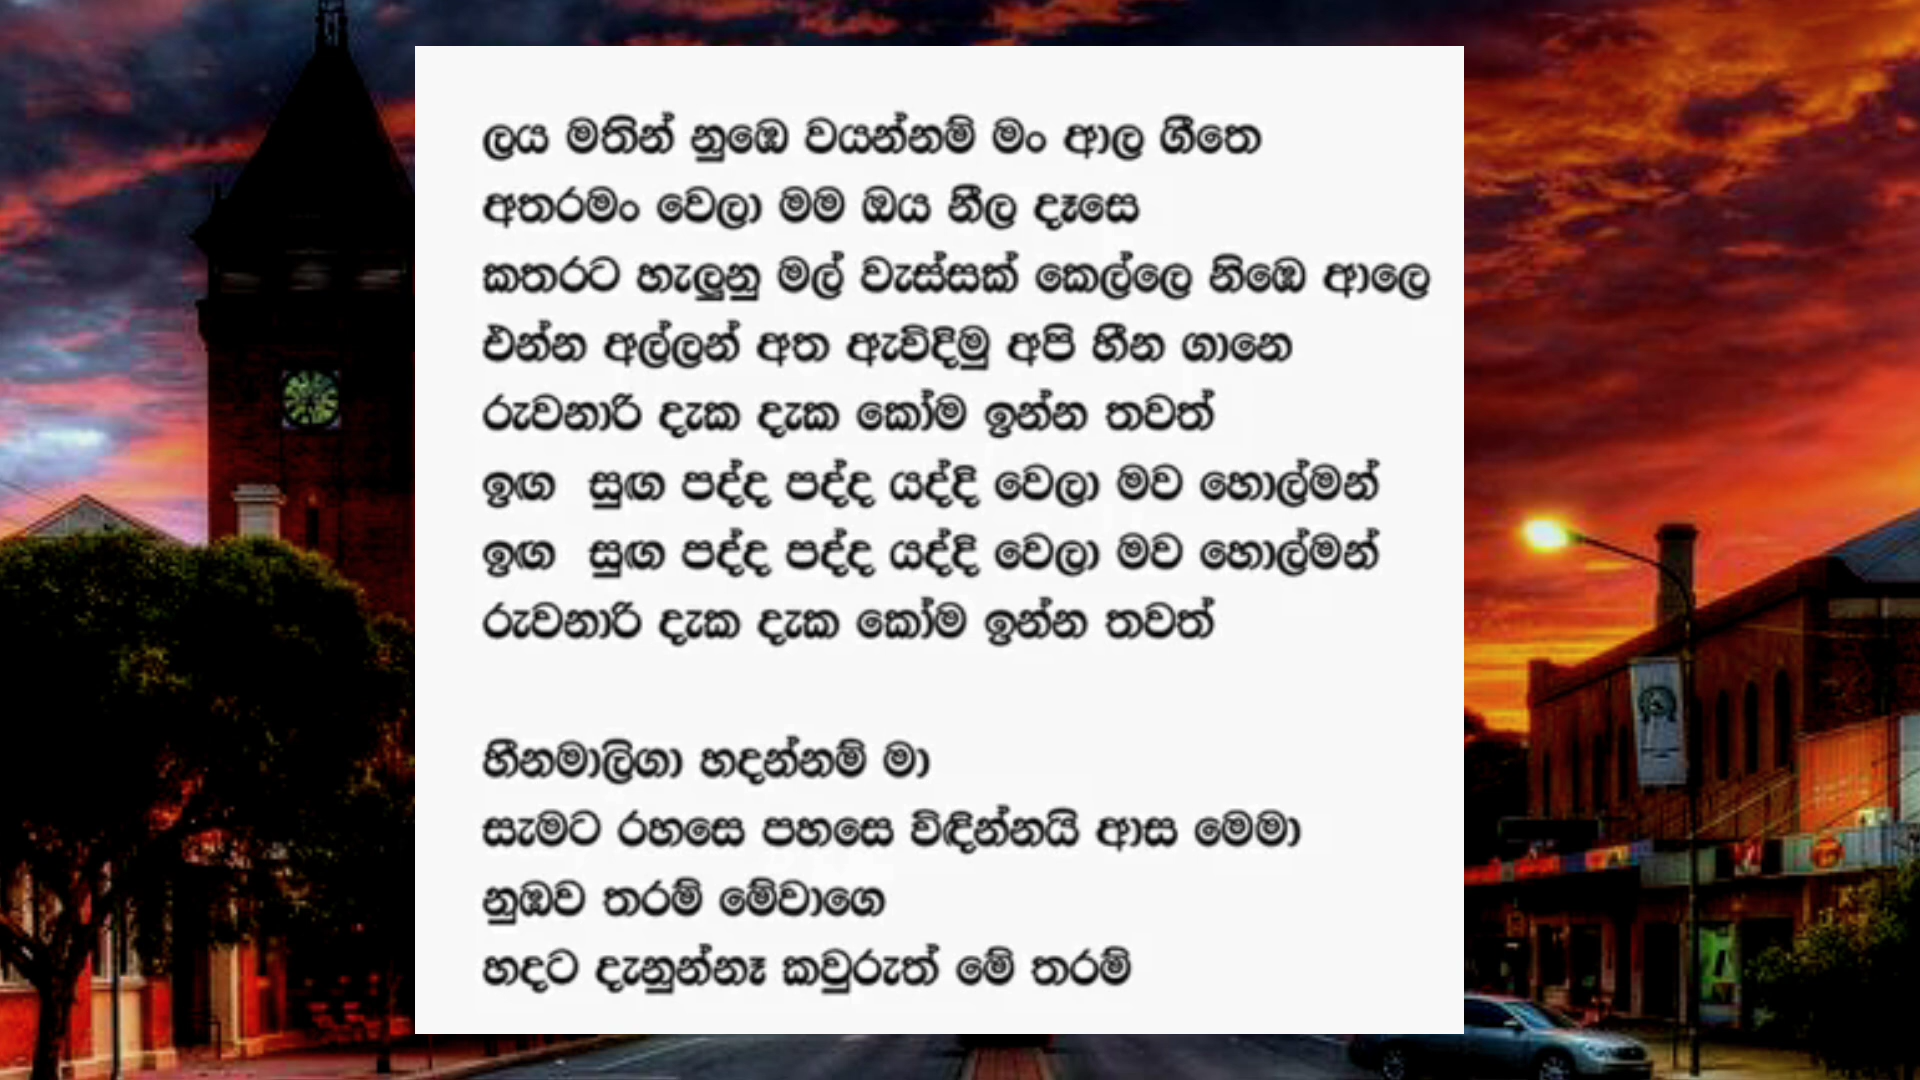 ලය මතින් නුඹෙ වයන්නම් මං ආල ගීතෙ
අතරමං වෙලා මම ඔය නීල දෑසෙ
කතරට හැලුනු මල් වැස්සක් කෙල්ලෙ නිඹෙ ආලෙ
එන්න අල්ලන් අත ඇවිදිමු අපි හීන ගානෙ
රුවනාරි දැක දැක කෝම ඉන්න තවත්
ඉඟ සුඟ පද්ද පද්ද යද්දි වෙලා මව හොල්මන්
ඉඟ සුඟ පද්ද පද්ද යද්දි වෙලා මව හොල්මන්
රුවනාරි දැක දැක කෝම ඉන්න තවත්
හීනමාලිගා හදන්නම් මා
සැමට රහසෙ පහසෙ විඳින්නයි ආස මෙමා
නුඹව තරම් මේවාගෙ
හදට දැනුන්නෑ කවුරුත් මේ තරම්